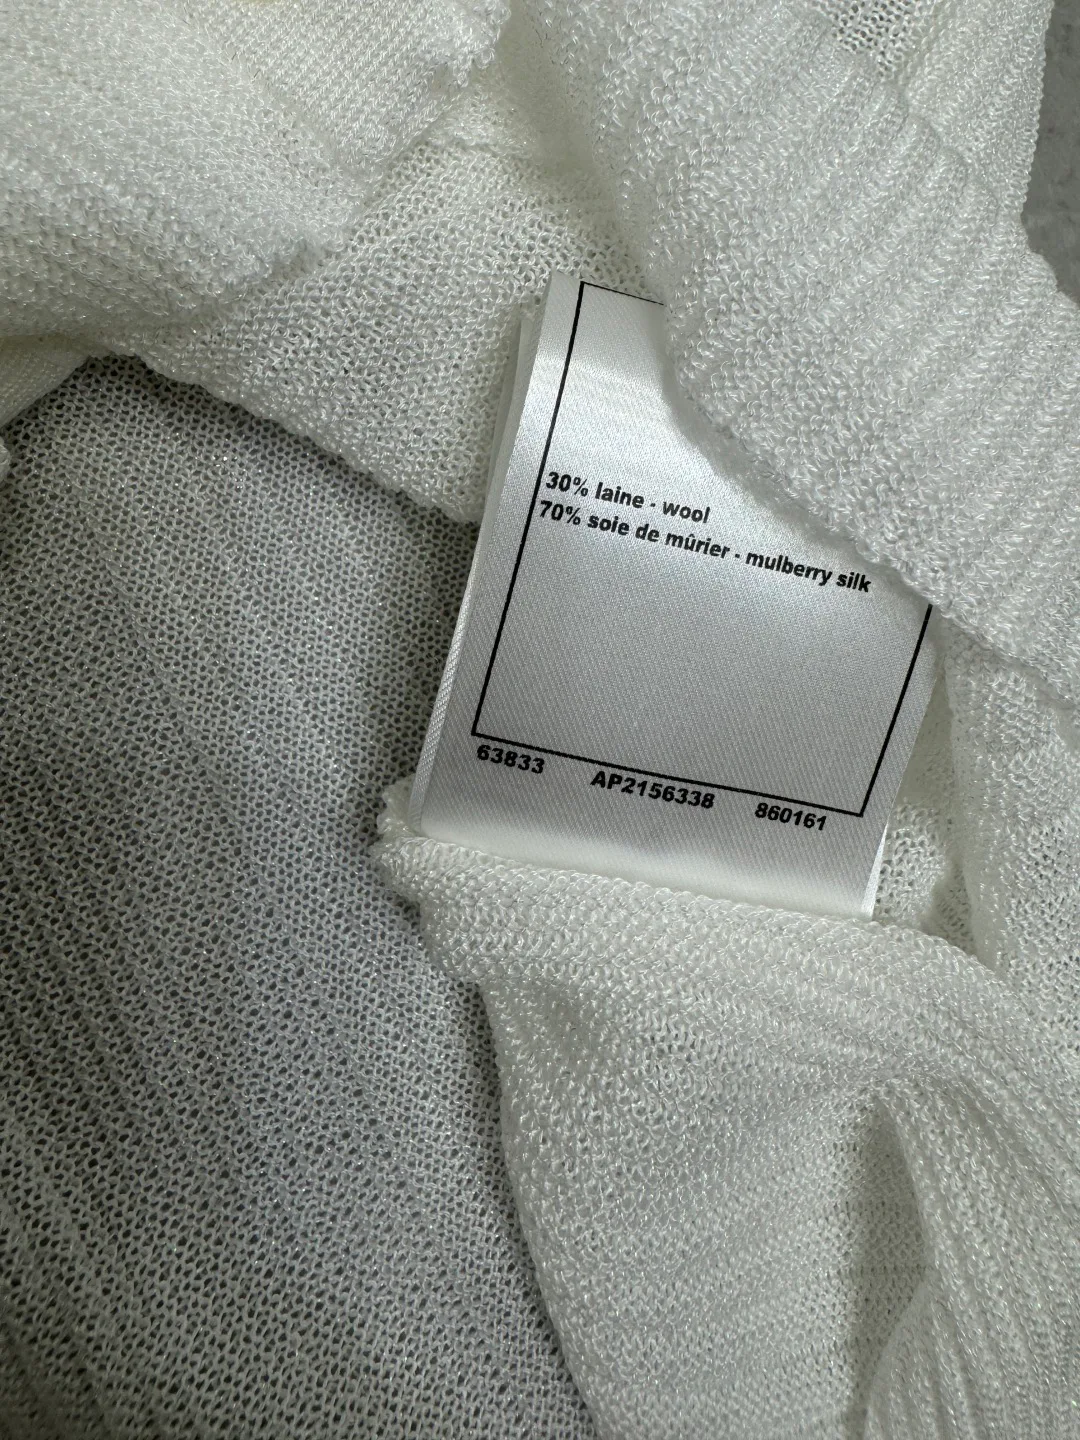 30% laine - wool
70% soie de mûrier - mulberry silk
63833 AP2156338 860161